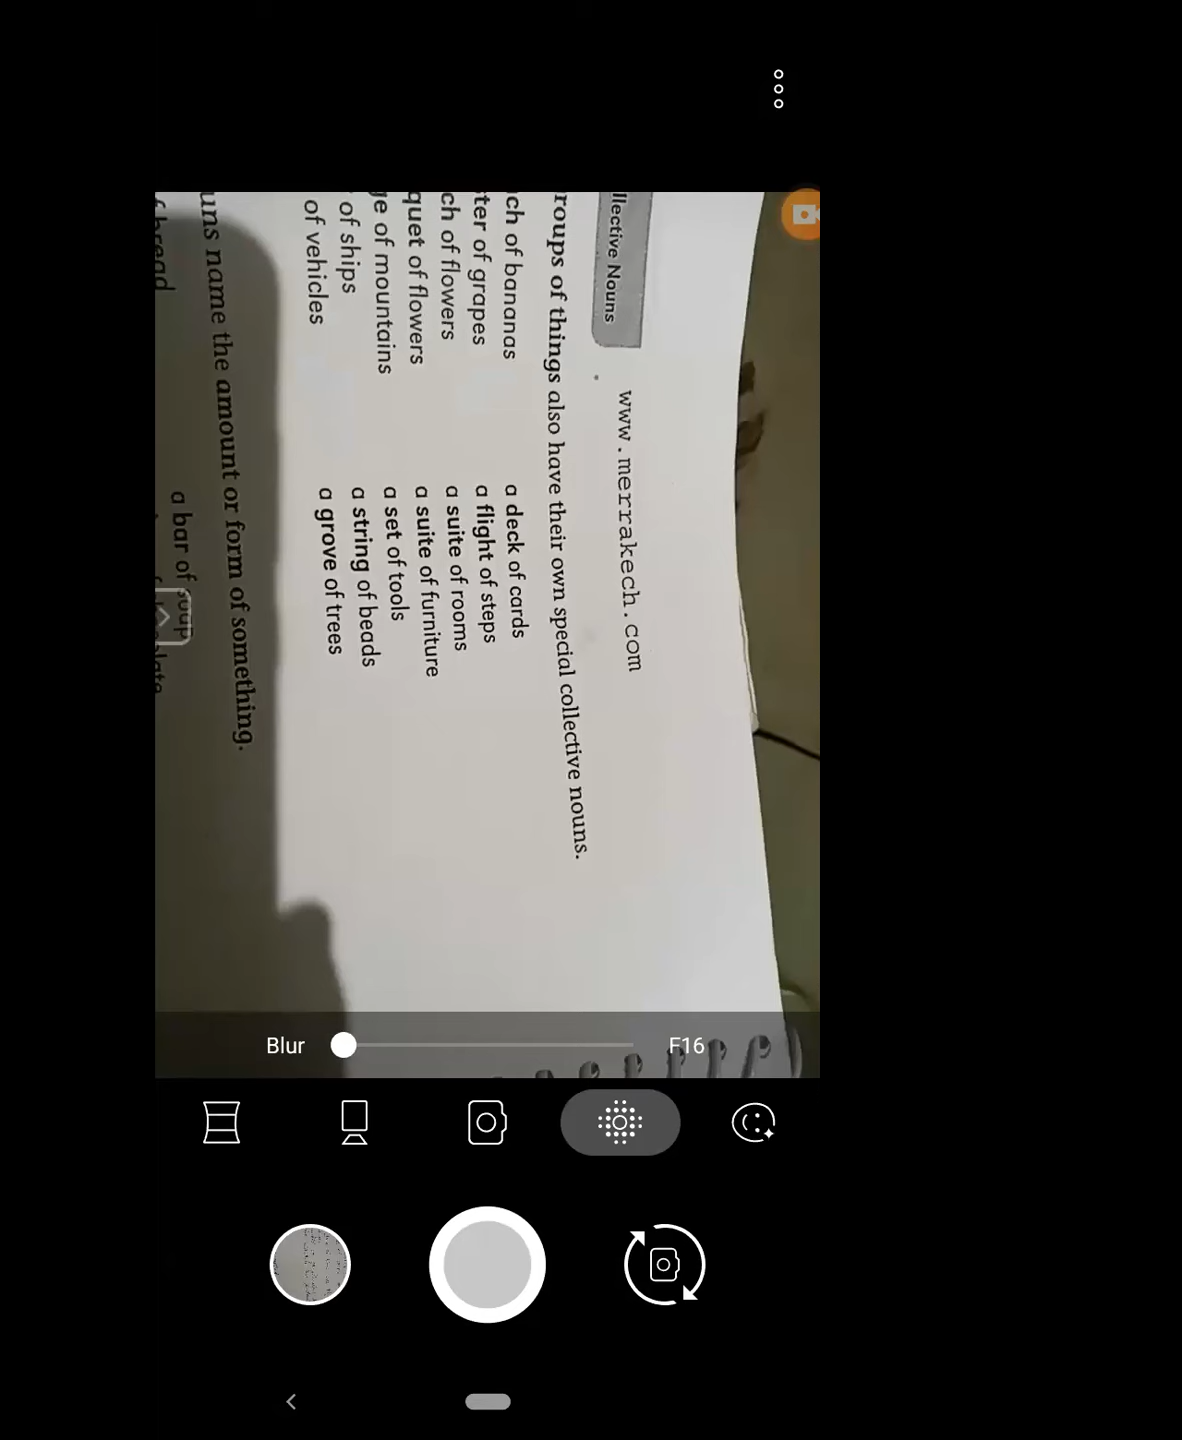 llective Nouns
www.merrakech.com
roups of things also have their own special collective nouns.
ch of bananas
ter of grapes
ch of flowers
quet of flowers
ge of mountains
of ships
of vehicles
a deck of cards
a flight of steps
a suite of rooms
a suite of furniture
a set of tools
a string of beads
a grove of trees
uns name the amount or form of something.
f bread
a bar of soap
Blur
F16